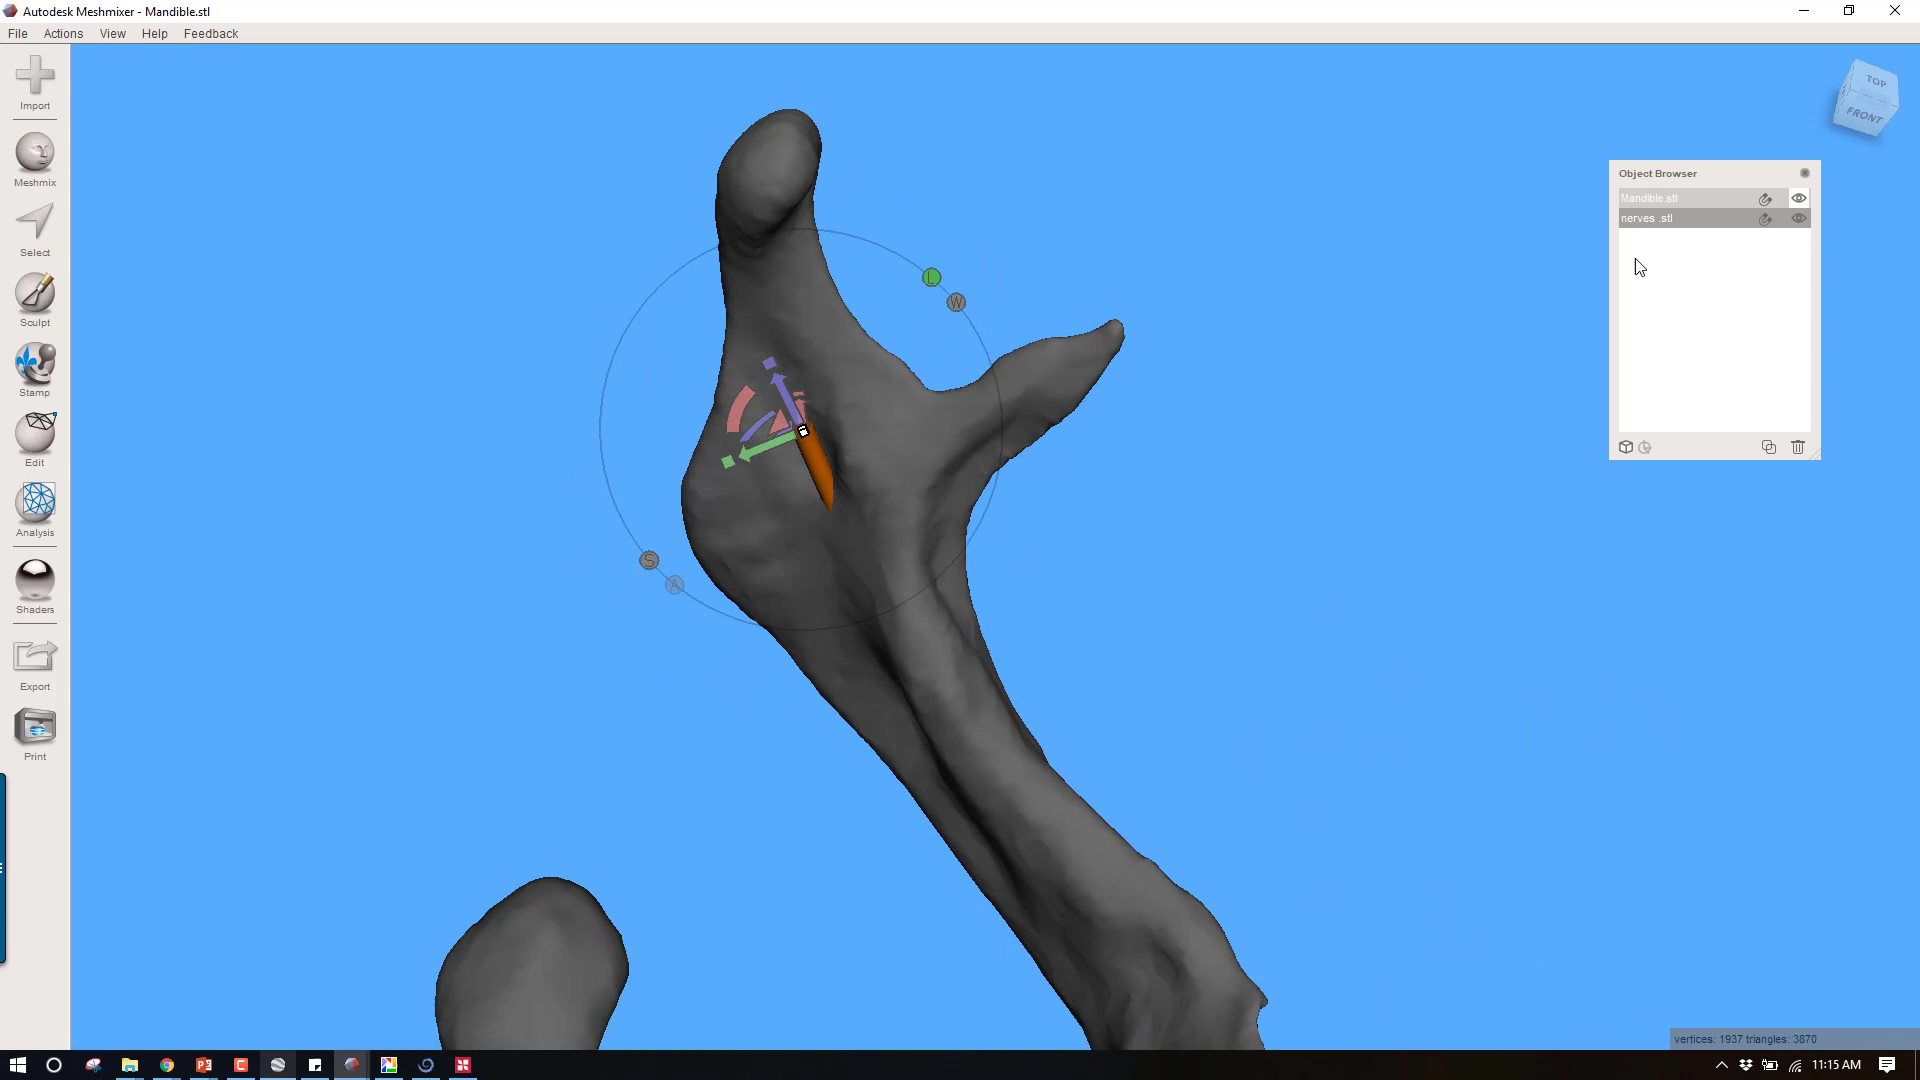 Autodesk Meshmixer - Mandible.stl
File Actions View Help Feedback
Import
Meshmix
Select
Sculpt
Stamp
Edit
Analysis
Shaders
Export
Print
TOP
FRONT
Object Browser
Mandible.stl
nerves .stl
L
W
S
A
vertices: 1937 triangles: 3870
11:15 AM